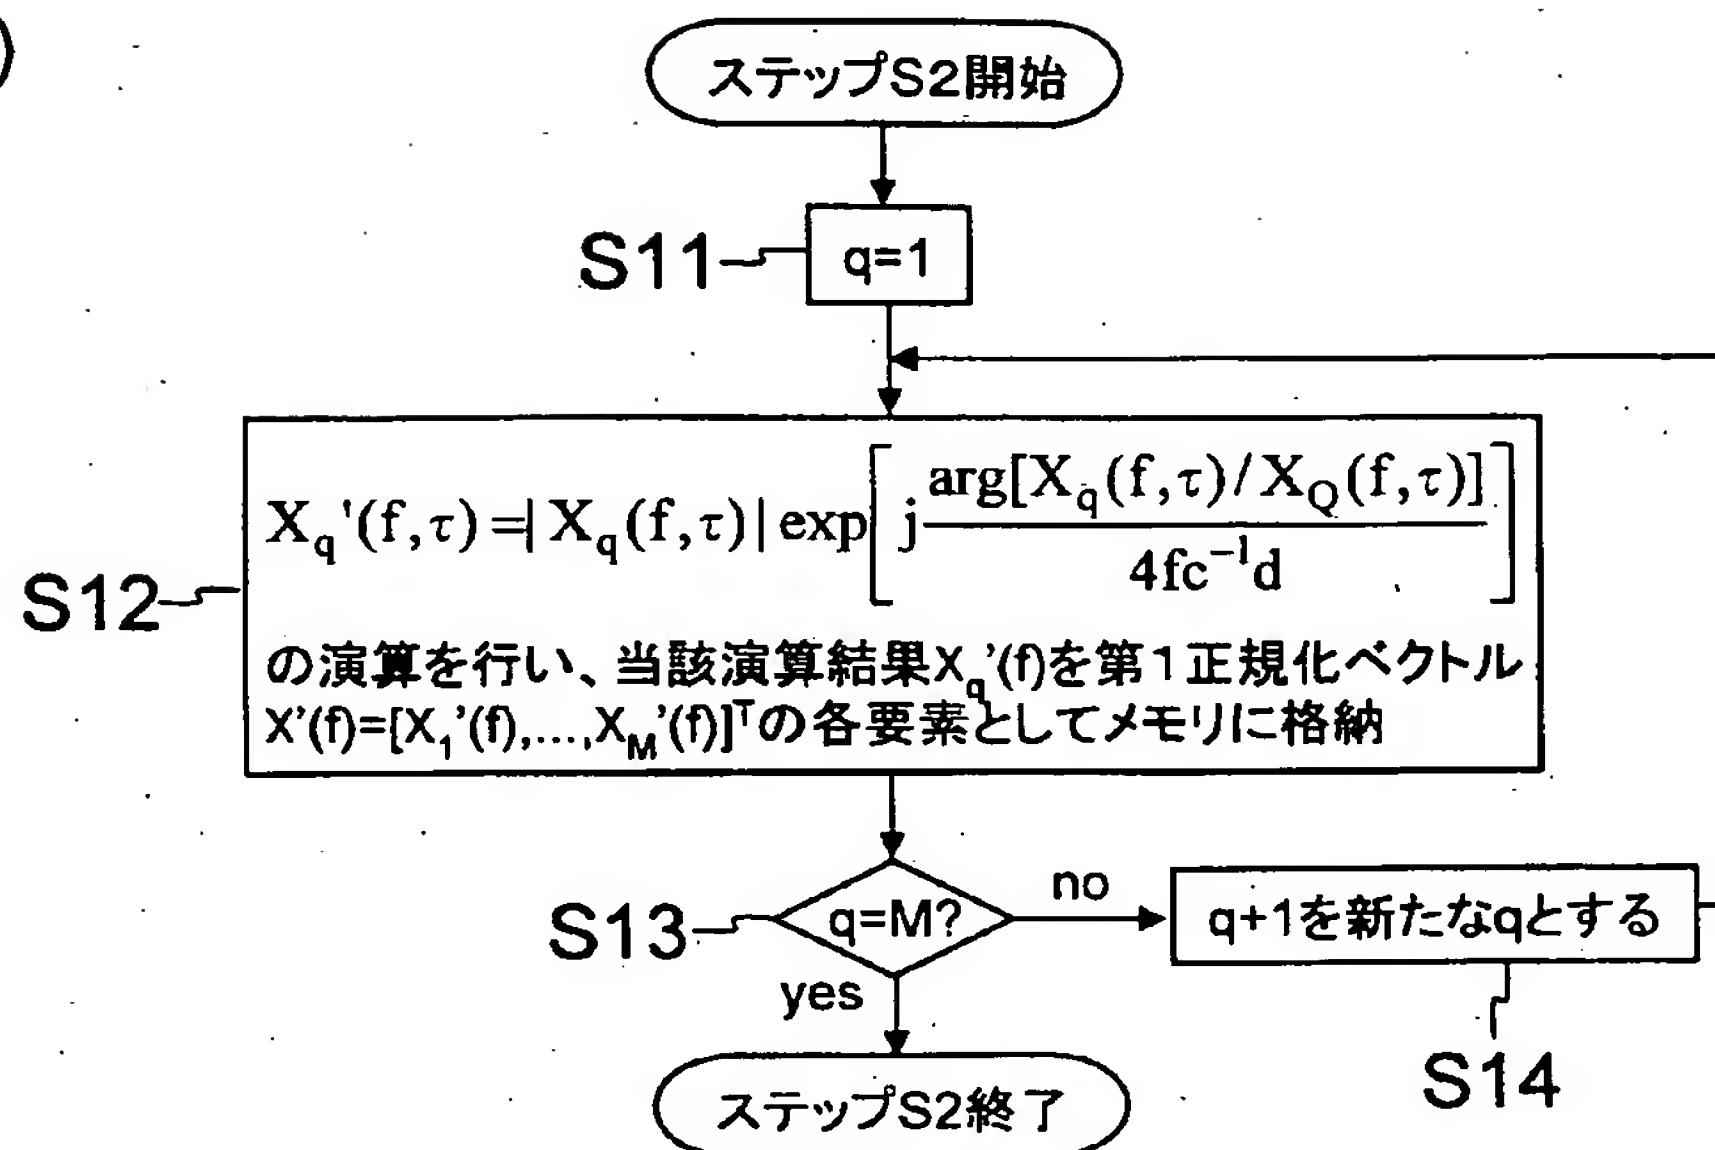 )
ステップS2開始
S11
q=1
X_q'(f,τ)=|X_q(f,τ)|exp[j arg[X_q(f,τ)/X_Q(f,τ)] / 4fc⁻¹d]
S12
の演算を行い、当該演算結果X_q'(f)を第1正規化ベクトル
X'(f)=[X_1'(f),...,X_M'(f)]^Tの各要素としてメモリに格納
S13
q=M?
no
q+1を新たなqとする
yes
S14
ステップS2終了